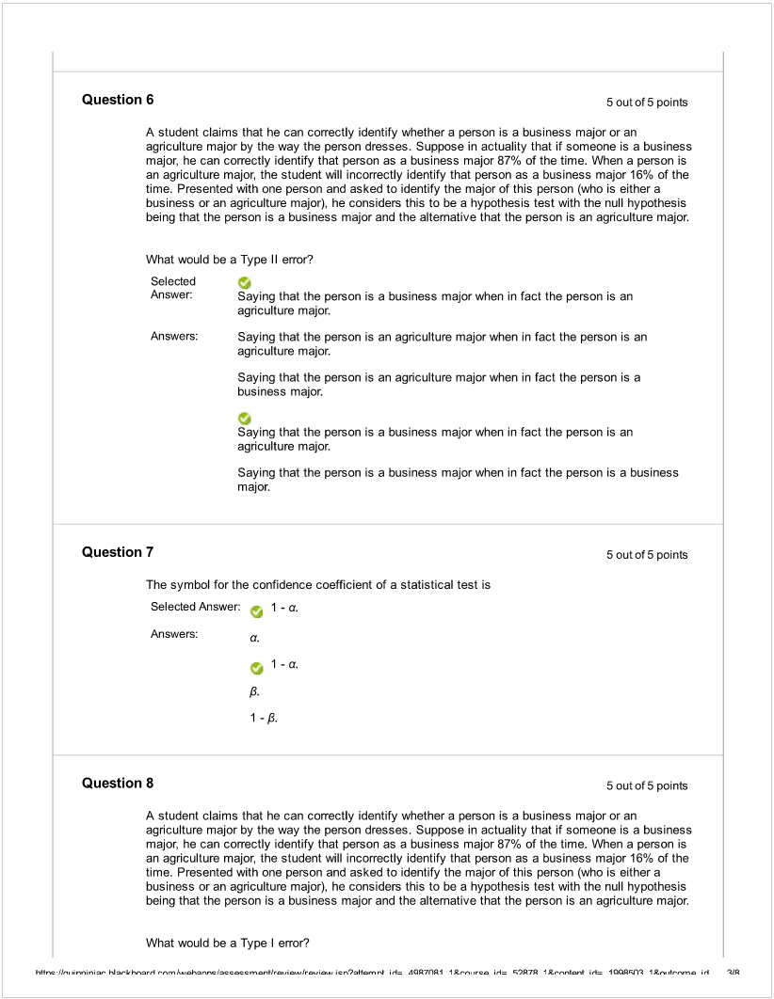 Question 6
5 out of 5 points
A student claims that he can correctly identify whether a person is a business major or an
agriculture major by the way the person dresses. Suppose in actuality that if someone is a business
major, he can correctly identify that person as a business major 87% of the time. When a person is
an agriculture major, the student will incorrectly identify that person as a business major 16% of the
time. Presented with one person and asked to identify the major of this person (who is either a
business or an agriculture major), he considers this to be a hypothesis test with the null hypothesis
being that the person is a business major and the alternative that the person is an agriculture major.
What would be a Type II error?
Selected
Answer:
Saying that the person is a business major when in fact the person is an
agriculture major.
Answers:
Saying that the person is an agriculture major when in fact the person is an
agriculture major.
Saying that the person is an agriculture major when in fact the person is a
business major.
Saying that the person is a business major when in fact the person is an
agriculture major.
Saying that the person is a business major when in fact the person is a business
major.
Question 7
5 out of 5 points
The symbol for the confidence coefficient of a statistical test is
Selected Answer: 1 - α.
Answers:
α.
1 - α.
β.
1 - β.
Question 8
5 out of 5 points
A student claims that he can correctly identify whether a person is a business major or an
agriculture major by the way the person dresses. Suppose in actuality that if someone is a business
major, he can correctly identify that person as a business major 87% of the time. When a person is
an agriculture major, the student will incorrectly identify that person as a business major 16% of the
time. Presented with one person and asked to identify the major of this person (who is either a
business or an agriculture major), he considers this to be a hypothesis test with the null hypothesis
being that the person is a business major and the alternative that the person is an agriculture major.
What would be a Type I error?
https://quinnipiac.blackboard.com/webapps/assessment/review/review.jsp?attempt_id=_4987081_1&course_id=_52878_1&content_id=_1998503_1&outcome_id... 3/8